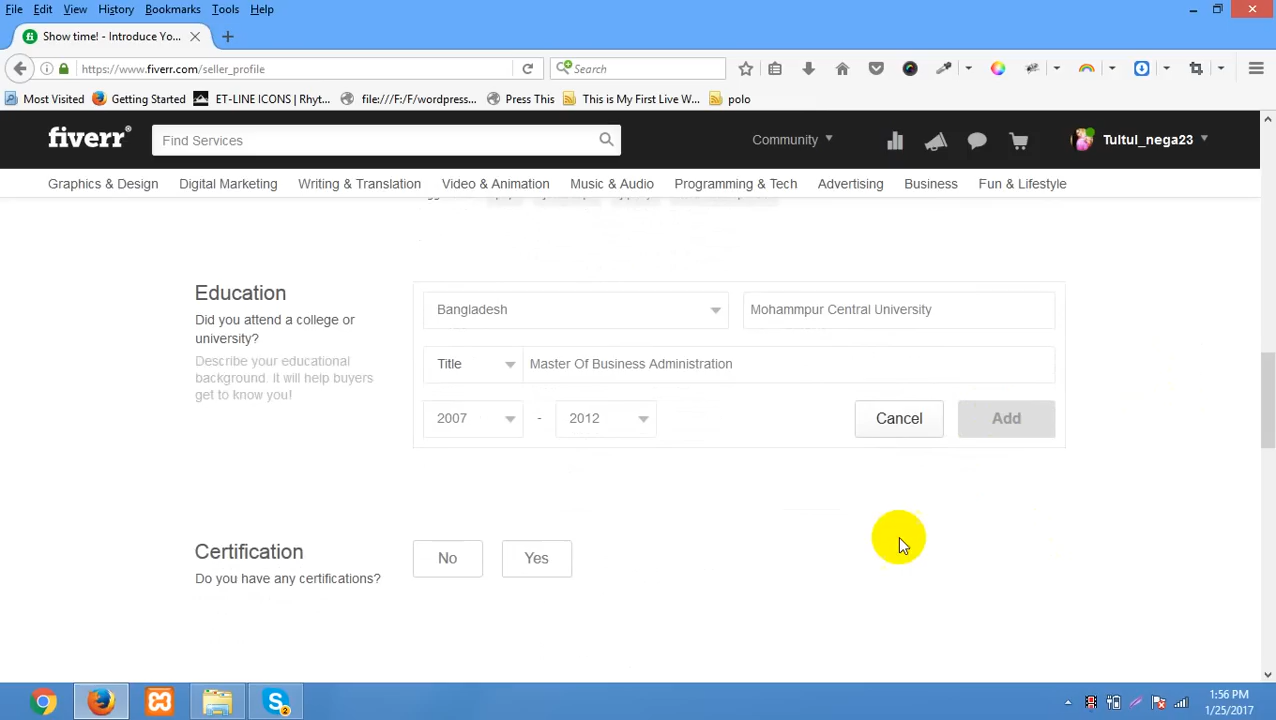 File Edit View History Bookmarks Tools Help
Show time! - Introduce Yo...
https://www.fiverr.com/seller_profile
Search
Most Visited Getting Started ET-LINE ICONS | Rhyt... file:///F:/F/wordpress... Press This This is My First Live W... polo
fiverr®
Find Services
Community
Tultul_nega23
Graphics & Design Digital Marketing Writing & Translation Video & Animation Music & Audio Programming & Tech Advertising Business Fun & Lifestyle
Education
Did you attend a college or
university?
Describe your educational
background. It will help buyers
get to know you!
Bangladesh
Mohammpur Central University
Title
Master Of Business Administration
2007 - 2012
Cancel Add
Certification
Do you have any certifications?
No Yes
1:56 PM
1/25/2017